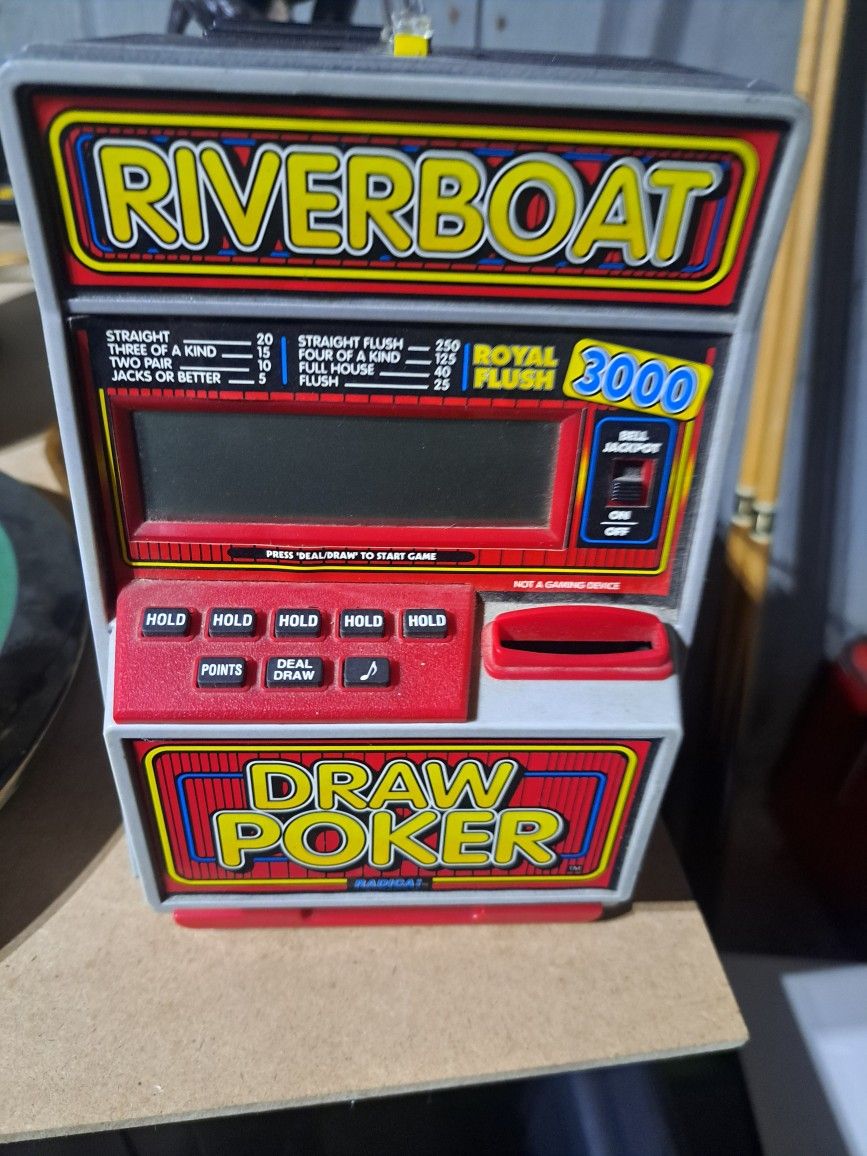 RIVERBOAT
STRAIGHT 20
THREE OF A KIND 15
TWO PAIR 10
JACKS OR BETTER 5
STRAIGHT FLUSH 250
FOUR OF A KIND 125
FULL HOUSE 40
FLUSH 25
ROYAL
FLUSH
3000
BELL
JACKPOT
ON
OFF
PRESS 'DEAL/DRAW' TO START GAME
NOT A GAMING DEVICE
HOLD HOLD HOLD HOLD HOLD
POINTS DEAL DRAW ♪
DRAW
POKER
TM
RADICA